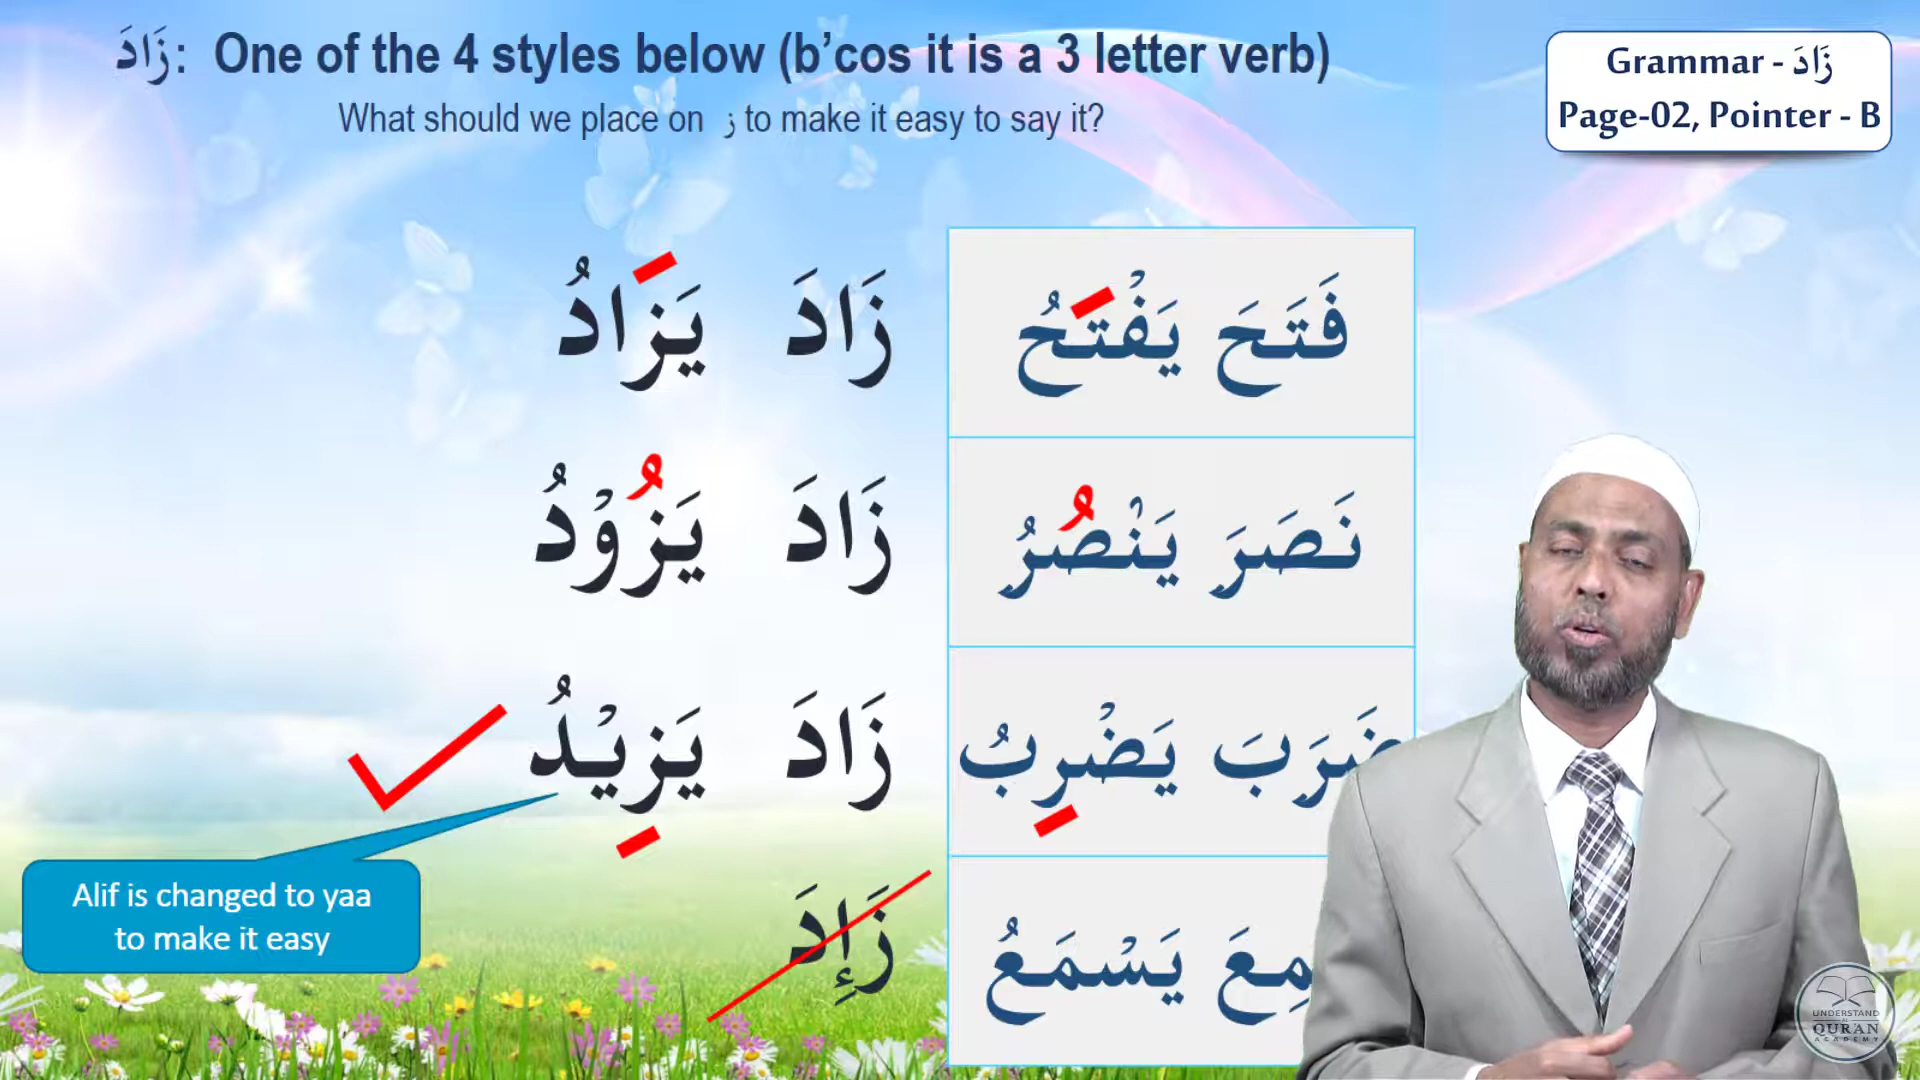 زَادَ: One of the 4 styles below (b’cos it is a 3 letter verb)
What should we place on ز to make it easy to say it?
Grammar - زَادَ
Page-02, Pointer - B
فَتَحَ يَفْتَحُ
زَادَ يَزَادُ
نَصَرَ يَنْصُرُ
زَادَ يَزُوْدُ
ضَرَبَ يَضْرِبُ
زَادَ يَزِيْدُ
يَسْمَعُ
زَاِدَ
Alif is changed to yaa
to make it easy
UNDERSTAND
AL
QURAN
ACADEMY